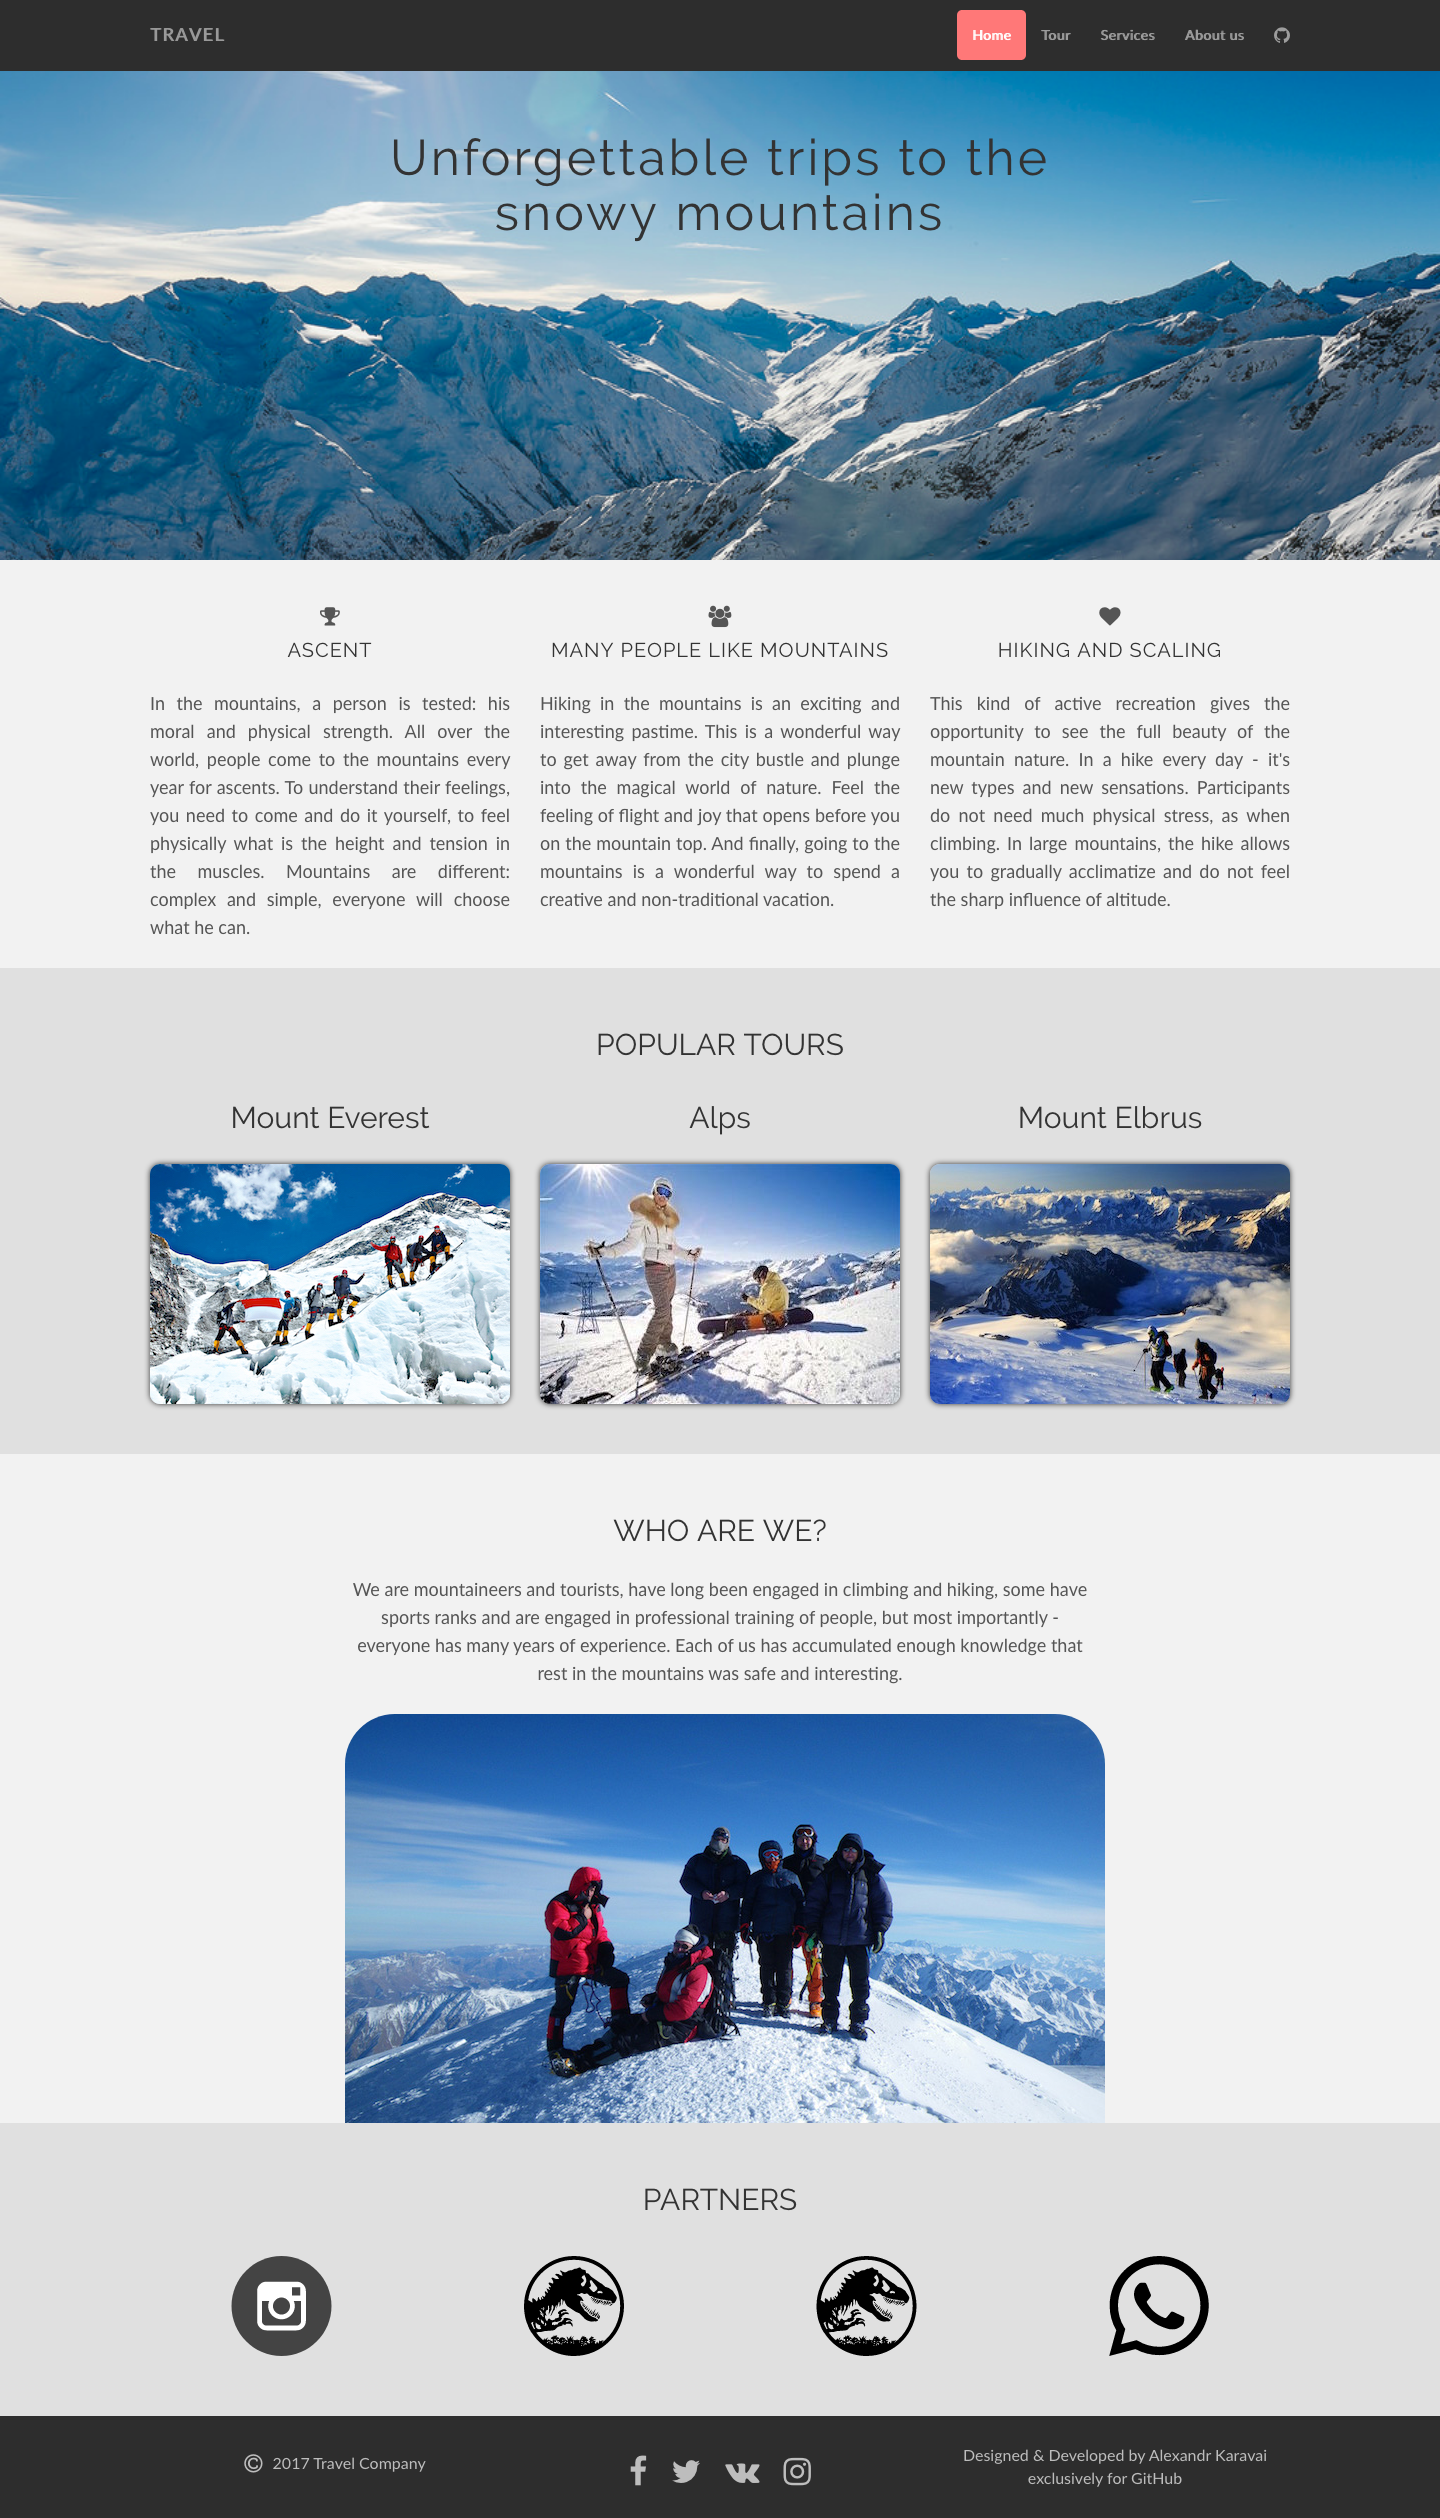 TRAVEL
Home
Tour
Services
About us
Unforgettable trips to the
snowy mountains
ASCENT
In the mountains, a person is tested: his
moral and physical strength. All over the
world, people come to the mountains every
year for ascents. To understand their feelings,
you need to come and do it yourself, to feel
physically what is the height and tension in
the muscles. Mountains are different:
complex and simple, everyone will choose
what he can.
MANY PEOPLE LIKE MOUNTAINS
Hiking in the mountains is an exciting and
interesting pastime. This is a wonderful way
to get away from the city bustle and plunge
into the magical world of nature. Feel the
feeling of flight and joy that opens before you
on the mountain top. And finally, going to the
mountains is a wonderful way to spend a
creative and non-traditional vacation.
HIKING AND SCALING
This kind of active recreation gives the
opportunity to see the full beauty of the
mountain nature. In a hike every day - it's
new types and new sensations. Participants
do not need much physical stress, as when
climbing. In large mountains, the hike allows
you to gradually acclimatize and do not feel
the sharp influence of altitude.
POPULAR TOURS
Mount Everest
Alps
Mount Elbrus
WHO ARE WE?
We are mountaineers and tourists, have long been engaged in climbing and hiking, some have
sports ranks and are engaged in professional training of people, but most importantly -
everyone has many years of experience. Each of us has accumulated enough knowledge that
rest in the mountains was safe and interesting.
PARTNERS
© 2017 Travel Company
Designed & Developed by Alexandr Karavai
exclusively for GitHub